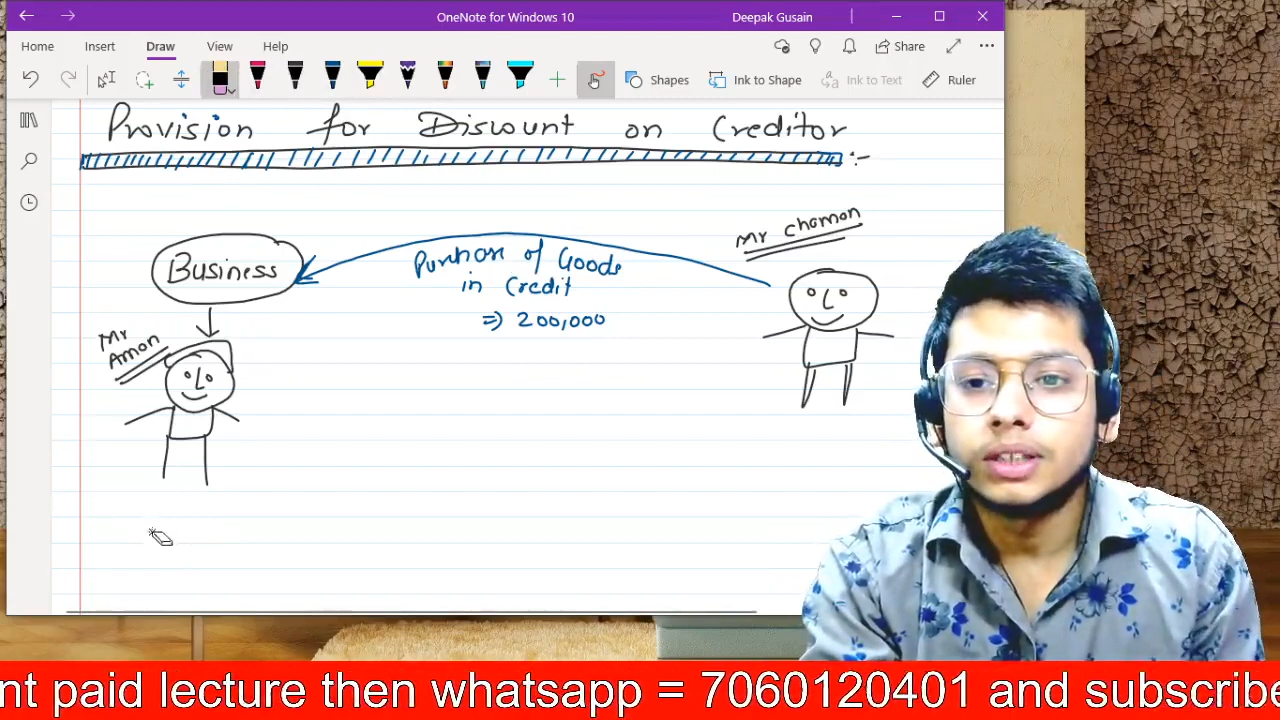 OneNote for Windows 10
Deepak Gusain
Home Insert Draw View Help
Share
Shapes Ink to Shape Ink to Text Ruler
Provision for Discount on Creditor :-
Mr chaman
Business
Purchase of Goods
in Credit
=) 200,000
Mr
Aman
nt paid lecture then whatsapp = 7060120401 and subscribe